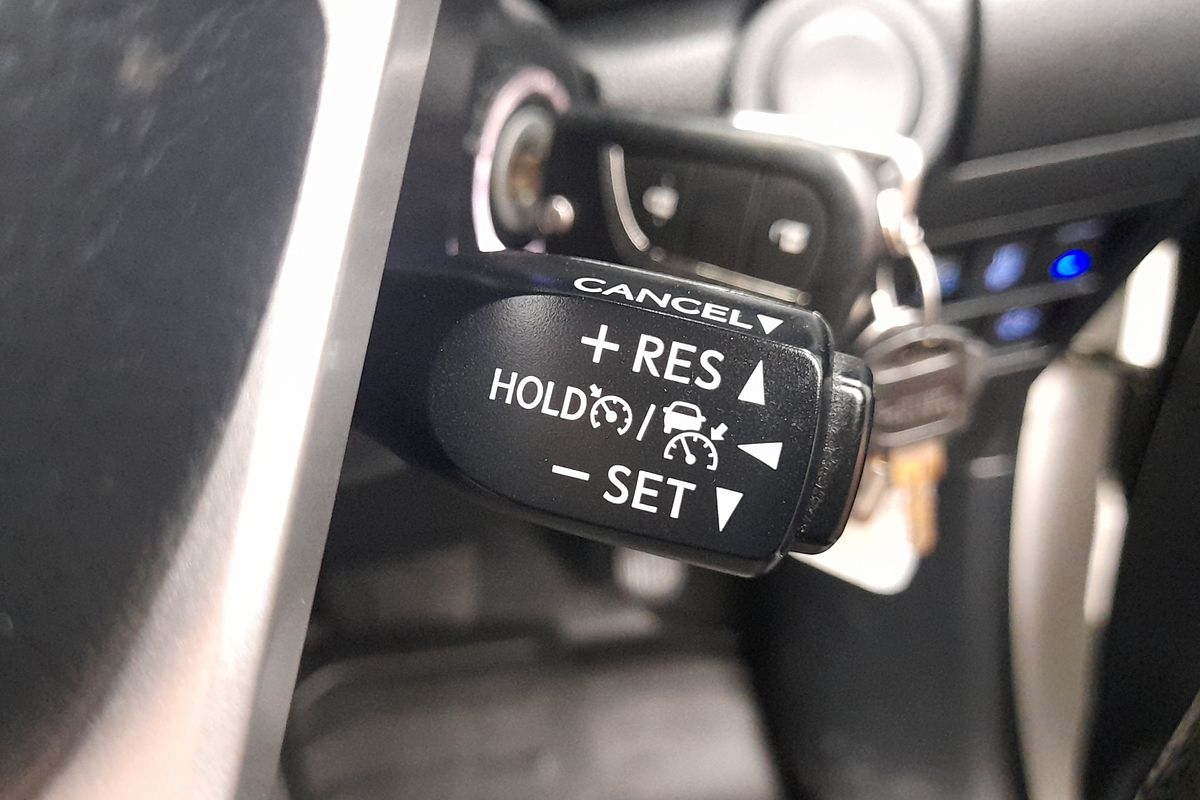 CANCEL▼
+ RES ▲
HOLD / ◀
− SET ▼